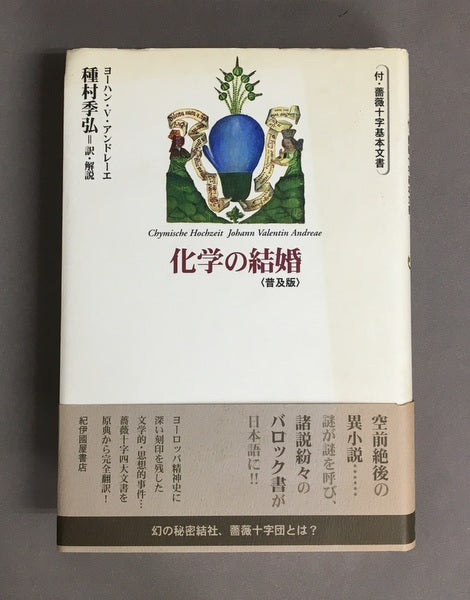 付・薔薇十字基本文書
ヨーハン・V・アンドレーエ
種村季弘＝訳・解説
Chymische Hochzeit Johann Valentin Andreae
化学の結婚
〈普及版〉
空前絶後の
異小説……
謎が謎を呼び、
諸説紛々の
バロック書が
日本語に!!
ヨーロッパ精神史に
深い刻印を残した
文学的・思想的事件…
薔薇十字四大文書を
原典から完全翻訳！
紀伊國屋書店
幻の秘密結社、薔薇十字団とは？